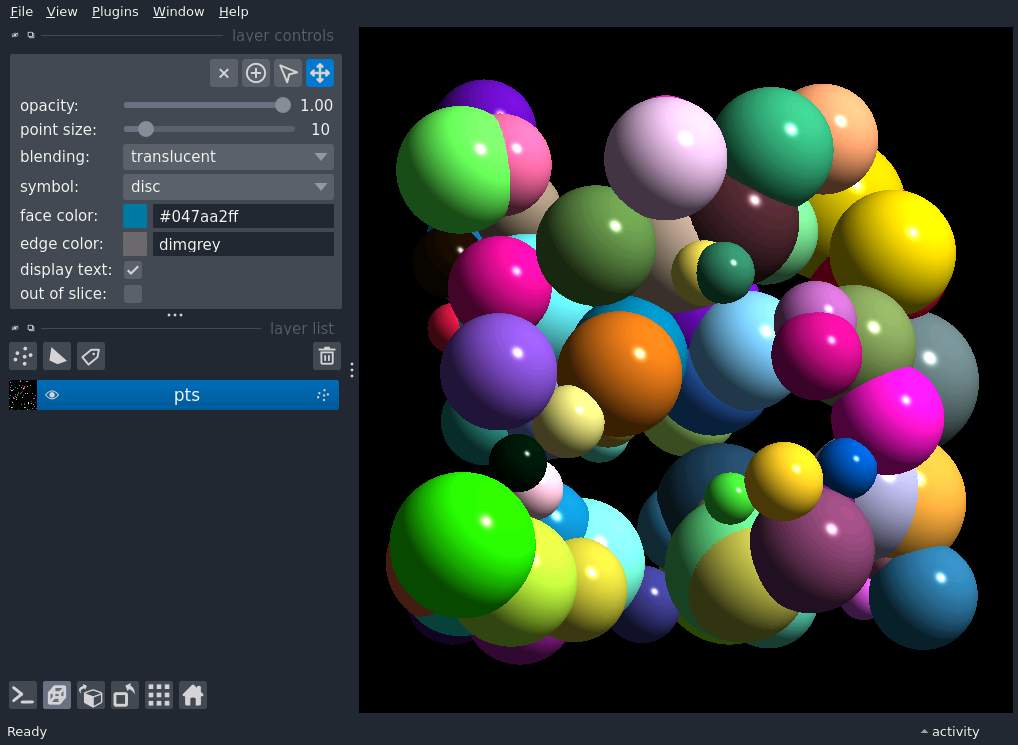 File View Plugins Window Help
layer controls
opacity: 1.00
point size: 10
blending: translucent
symbol: disc
face color: #047aa2ff
edge color: dimgrey
display text:
out of slice:
layer list
pts
Ready
activity